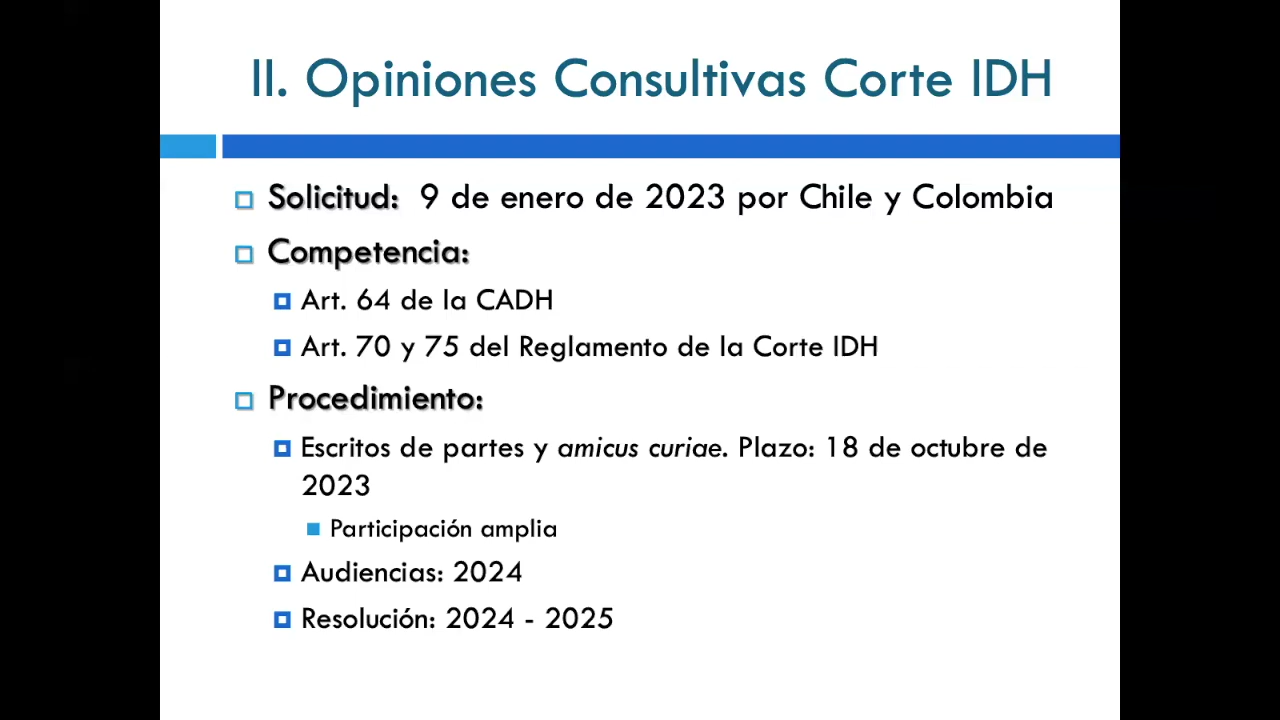 II. Opiniones Consultivas Corte IDH
Solicitud: 9 de enero de 2023 por Chile y Colombia
Competencia:
Art. 64 de la CADH
Art. 70 y 75 del Reglamento de la Corte IDH
Procedimiento:
Escritos de partes y amicus curiae. Plazo: 18 de octubre de
2023
Participación amplia
Audiencias: 2024
Resolución: 2024 - 2025